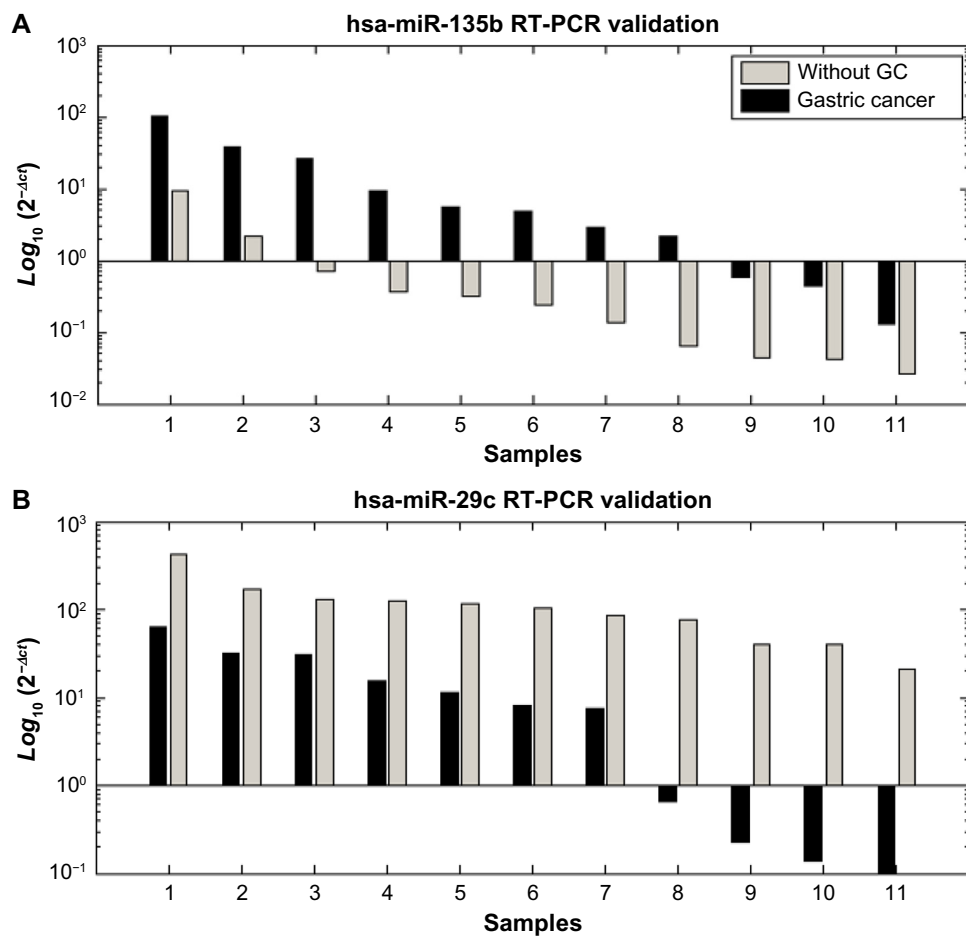 A
hsa-miR-135b RT-PCR validation
Log₁₀ (2⁻ᐞᶜᵗ)
10³
10²
10¹
10⁰
10⁻¹
10⁻²
Without GC
Gastric cancer
1 2 3 4 5 6 7 8 9 10 11
Samples
B
hsa-miR-29c RT-PCR validation
Log₁₀ (2⁻ᐞᶜᵗ)
10³
10²
10¹
10⁰
10⁻¹
1 2 3 4 5 6 7 8 9 10 11
Samples